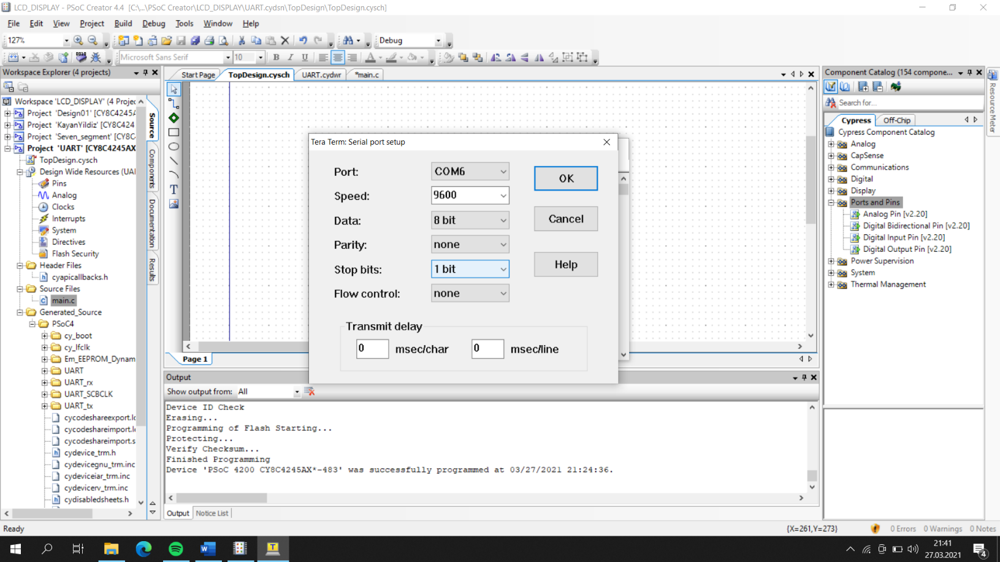 LCD_DISPLAY - PSoC Creator 4.4 [C:\...\PSoC Creator\LCD_DISPLAY\UART.cydsn\TopDesign\TopDesign.cysch]
File Edit View Project Build Debug Tools Window Help
127% Debug
Microsoft Sans Serif 10 B I U
Workspace Explorer (4 projects)
Workspace 'LCD_DISPLAY' (4 Projec
Project 'Design01' [CY8C4245A
Project 'KayanYildiz' [CY8C424
Project 'Seven_segment' [CY8C
Project 'UART' [CY8C4245AX
TopDesign.cysch
Design Wide Resources (UA
Pins
Analog
Clocks
Interrupts
System
Directives
Flash Security
Header Files
cyapicallbacks.h
Source Files
main.c
Generated_Source
PSoC4
cy_boot
cy_lfclk
Em_EEPROM_Dynam
UART
UART_rx
UART_SCBCLK
UART_tx
cycodeshareexport.lc
cycodeshareimport.lc
cycodeshareimport.s
cydevice_trm.h
cydevicegnu_trm.inc
cydeviceiar_trm.inc
cydevicerv_trm.inc
cydisabledsheets.h
Source
Components
Documentation
Results
Start Page TopDesign.cysch UART.cydwr *main.c
T
Page 1
Tera Term: Serial port setup
Port: COM6 OK
Speed: 9600
Data: 8 bit Cancel
Parity: none
Stop bits: 1 bit Help
Flow control: none
Transmit delay
0 msec/char 0 msec/line
Output
Show output from: All
Device ID Check
Erasing...
Programming of Flash Starting...
Protecting...
Verify Checksum...
Finished Programming
Device 'PSoC 4200 CY8C4245AX*-483' was successfully programmed at 03/27/2021 21:24:36.
Output Notice List
Component Catalog (154 compone...
Search for...
Cypress Off-Chip
Cypress Component Catalog
Analog
CapSense
Communications
Digital
Display
Ports and Pins
Analog Pin [v2.20]
Digital Bidirectional Pin [v2.20]
Digital Input Pin [v2.20]
Digital Output Pin [v2.20]
Power Supervision
System
Thermal Management
Resource Meter
Ready {X=261,Y=273} 0 Errors 0 Warnings 0 Notes
21:41
27.03.2021
4